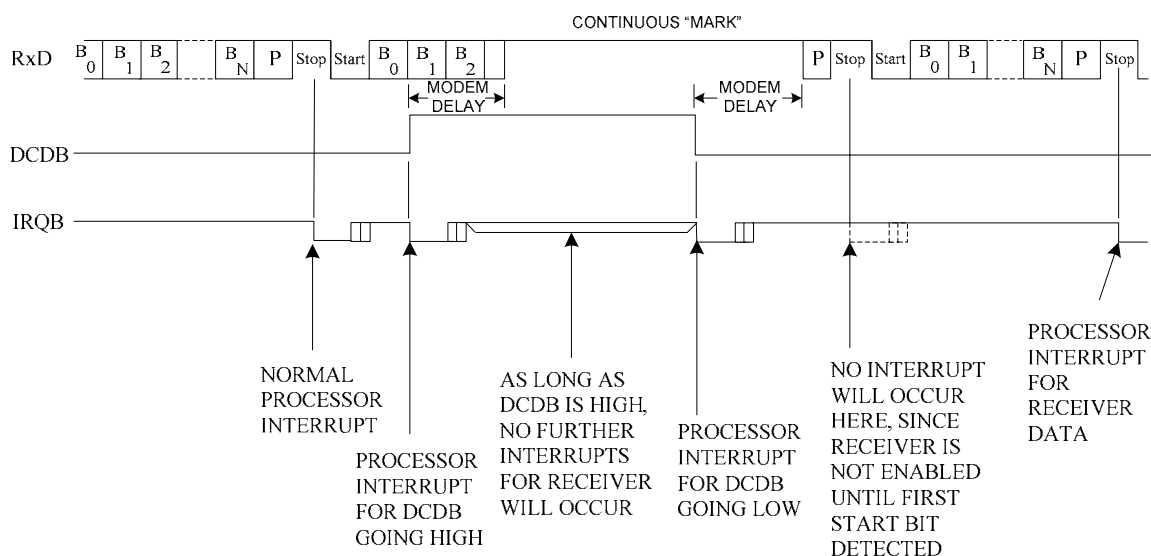 CONTINUOUS “MARK”
RxD B0 B1 B2 BN P Stop Start B0 B1 B2 P Stop Start B0 B1 BN P Stop
MODEM DELAY
MODEM DELAY
DCDB
IRQB
NORMAL
PROCESSOR
INTERRUPT
PROCESSOR
INTERRUPT
FOR DCDB
GOING HIGH
AS LONG AS
DCDB IS HIGH,
NO FURTHER
INTERRUPTS
FOR RECEIVER
WILL OCCUR
PROCESSOR
INTERRUPT
FOR DCDB
GOING LOW
NO INTERRUPT
WILL OCCUR
HERE, SINCE
RECEIVER IS
NOT ENABLED
UNTIL FIRST
START BIT
DETECTED
PROCESSOR
INTERRUPT
FOR
RECEIVER
DATA